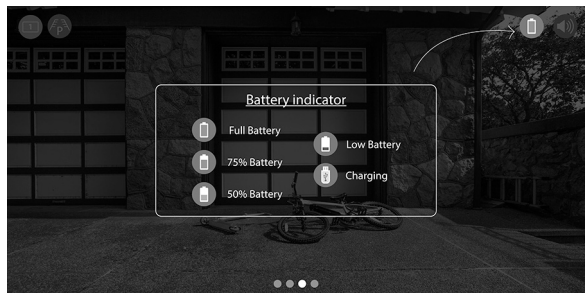 Battery indicator
Full Battery
75% Battery
50% Battery
Low Battery
Charging